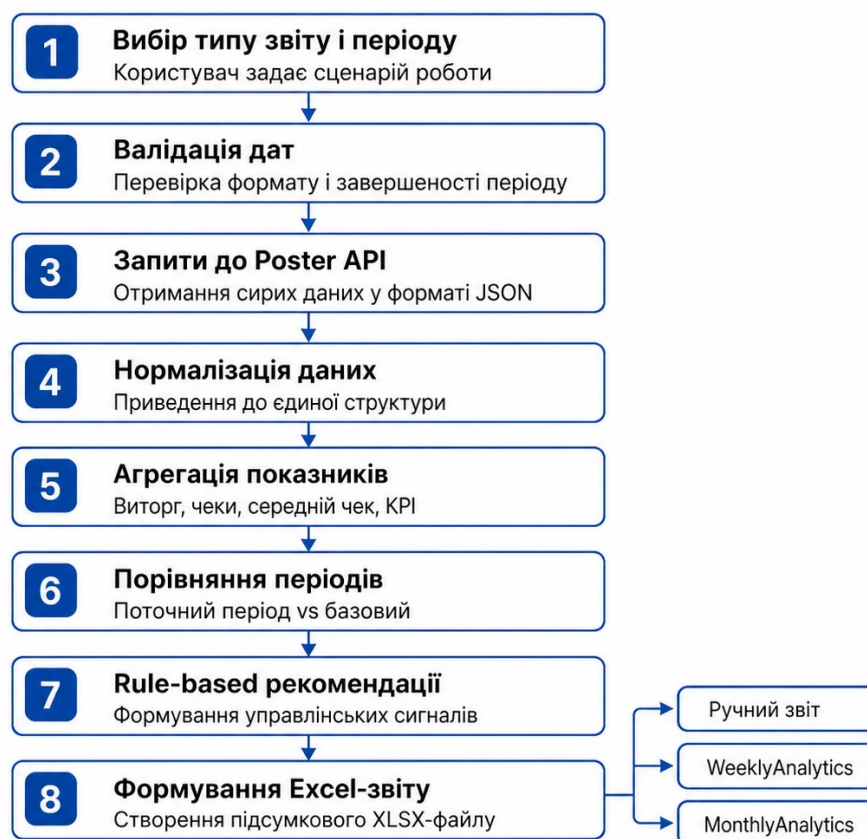 1
Вибір типу звіту і періоду
Користувач задає сценарій роботи
2
Валідація дат
Перевірка формату і завершеності періоду
3
Запити до Poster API
Отримання сирих даних у форматі JSON
4
Нормалізація даних
Приведення до єдиної структури
5
Агрегація показників
Виторг, чеки, середній чек, KPI
6
Порівняння періодів
Поточний період vs базовий
7
Rule-based рекомендації
Формування управлінських сигналів
8
Формування Excel-звіту
Створення підсумкового XLSX-файлу
Ручний звіт
WeeklyAnalytics
MonthlyAnalytics